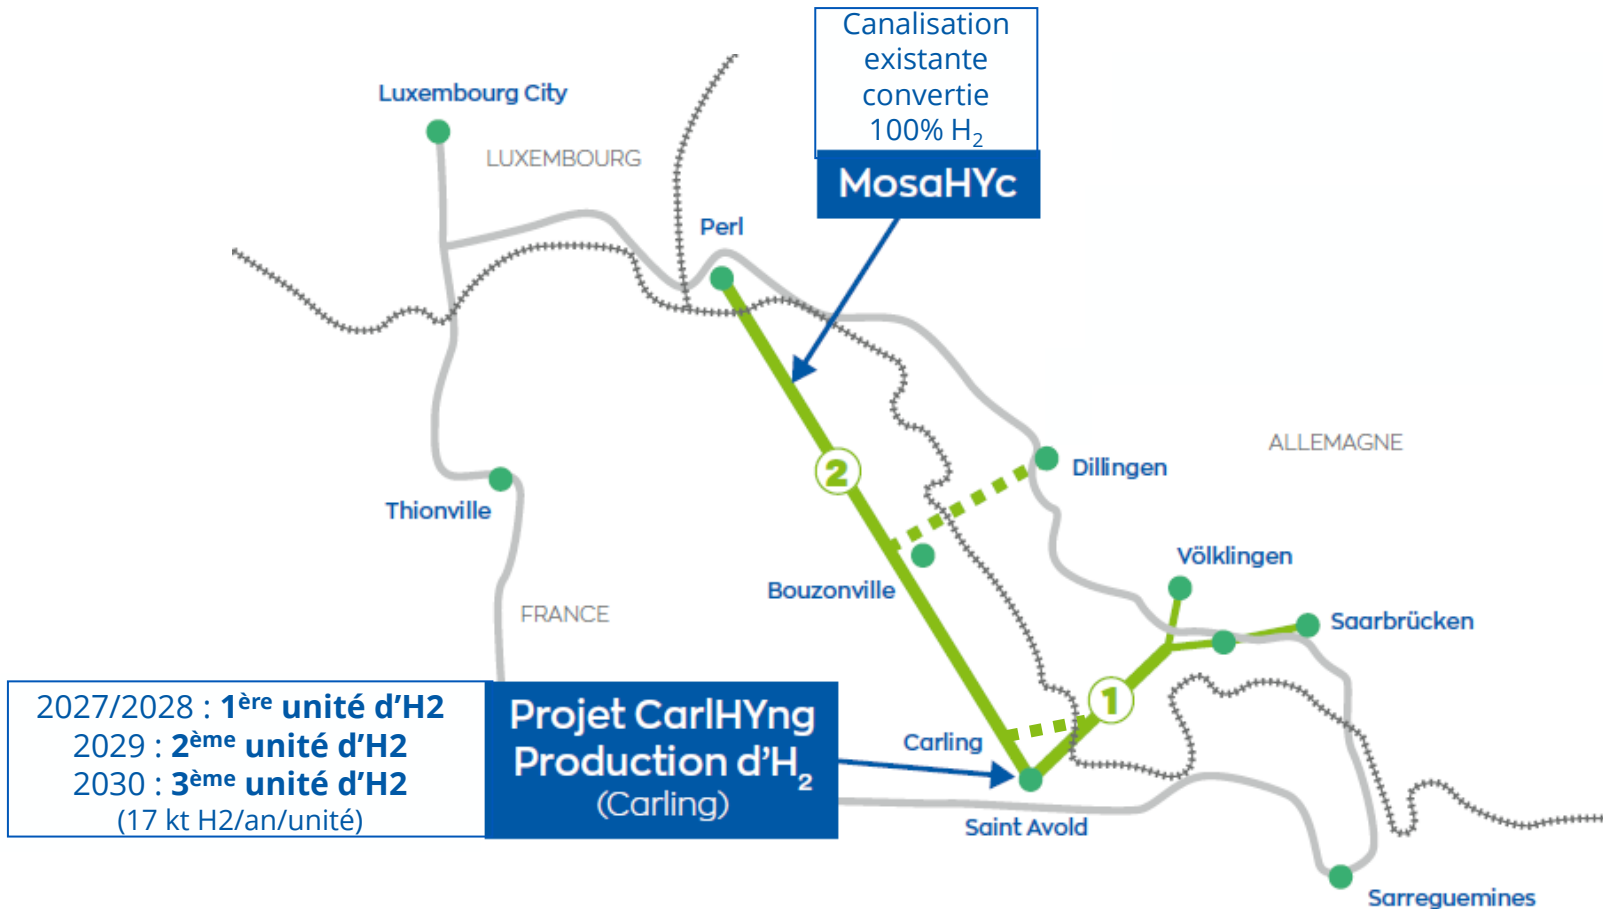 Canalisation
existante
convertie
100% H₂
MosaHYc
Luxembourg City
LUXEMBOURG
Perl
ALLEMAGNE
2
Dillingen
Thionville
Völklingen
Bouzonville
FRANCE
Saarbrücken
1
2027/2028 : 1ère unité d'H2
2029 : 2ème unité d'H2
2030 : 3ème unité d'H2
(17 kt H2/an/unité)
Projet CarlHYng
Production d'H₂
(Carling)
Carling
Saint Avold
Sarreguemines